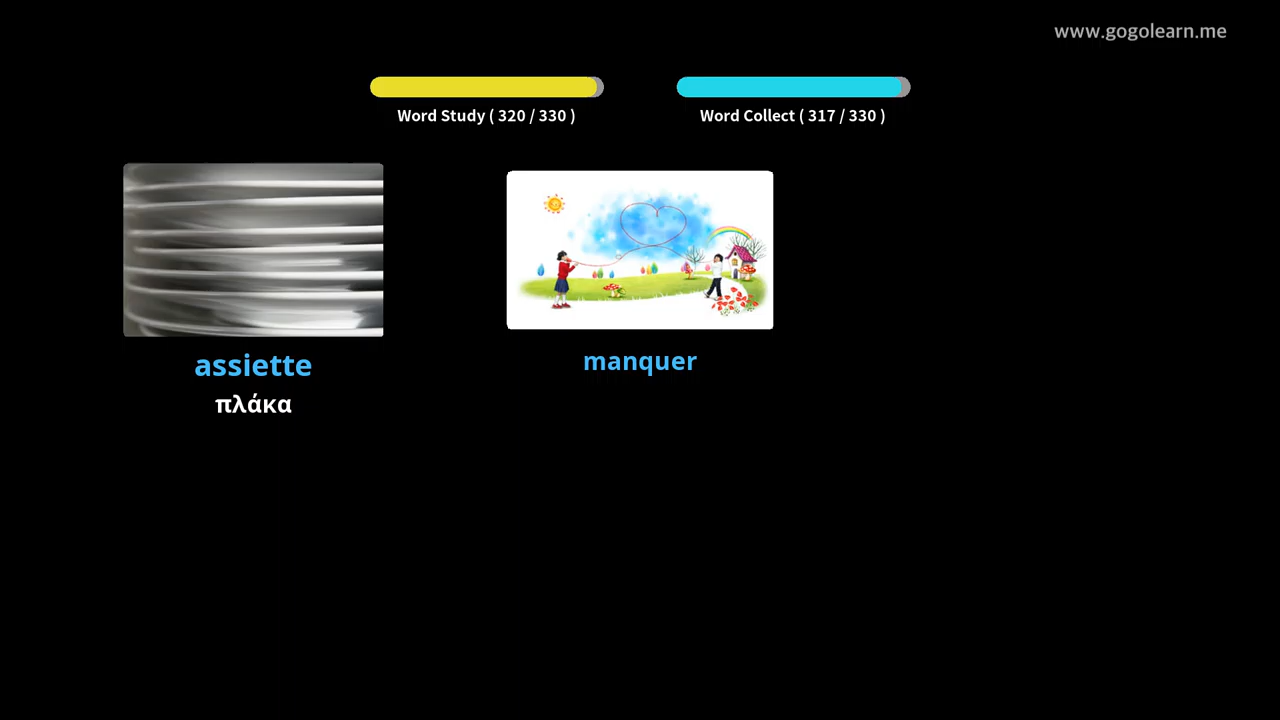 www.gogolearn.me
Word Study ( 320 / 330 )
Word Collect ( 317 / 330 )
assiette
πλάκα
manquer